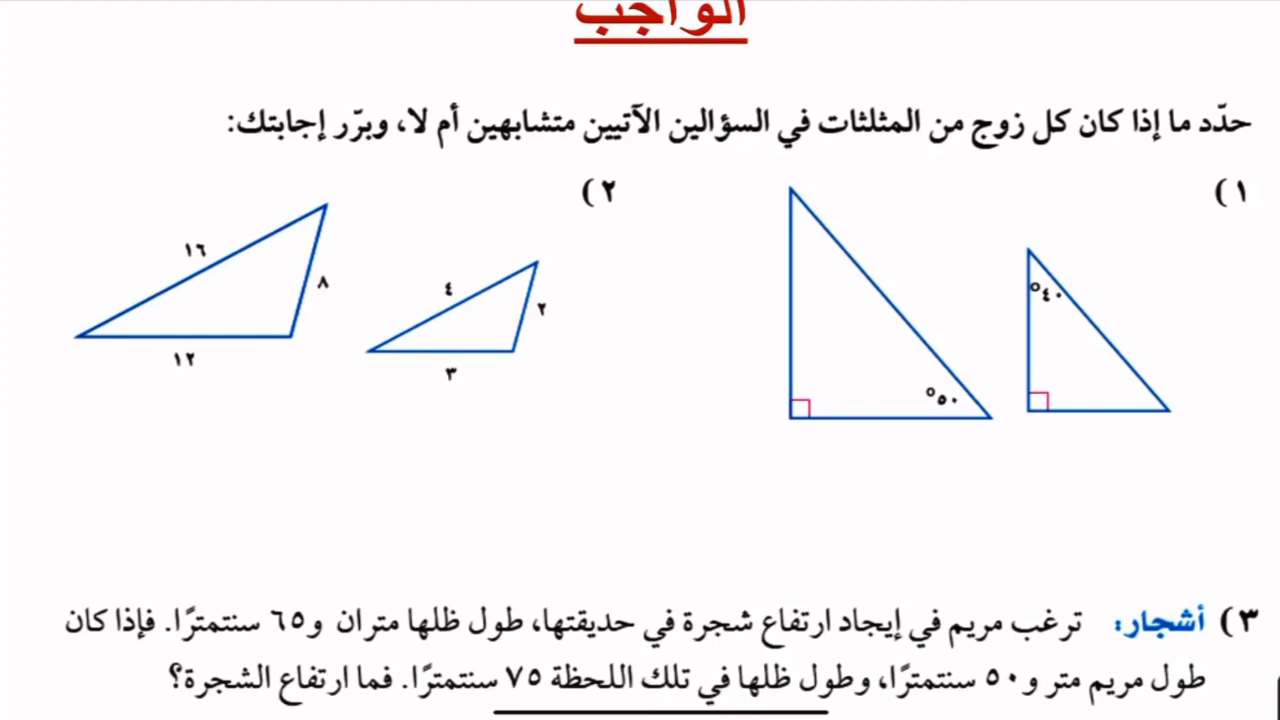 الواجب
حدّد ما إذا كان كل زوج من المثلثات في السؤالين الآتيين متشابهين أم لا، وبرّر إجابتك:
١)
٤٠°
٥٠°
٢)
٤
٢
٣
١٦
٨
١٢
٣) أشجار: ترغب مريم في إيجاد ارتفاع شجرة في حديقتها، طول ظلها متران و٦٥ سنتمترًا. فإذا كان
طول مريم متر و٥٠ سنتمترًا، وطول ظلها في تلك اللحظة ٧٥ سنتمترًا. فما ارتفاع الشجرة؟